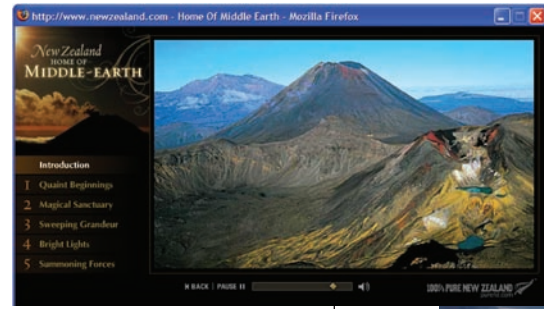 http://www.newzealand.com - Home Of Middle Earth - Mozilla Firefox
New Zealand
HOME OF
MIDDLE-EARTH
Introduction
1 Quaint Beginnings
2 Magical Sanctuary
3 Sweeping Grandeur
4 Bright Lights
5 Summoning Forces
BACK | PAUSE
100% PURE NEW ZEALAND